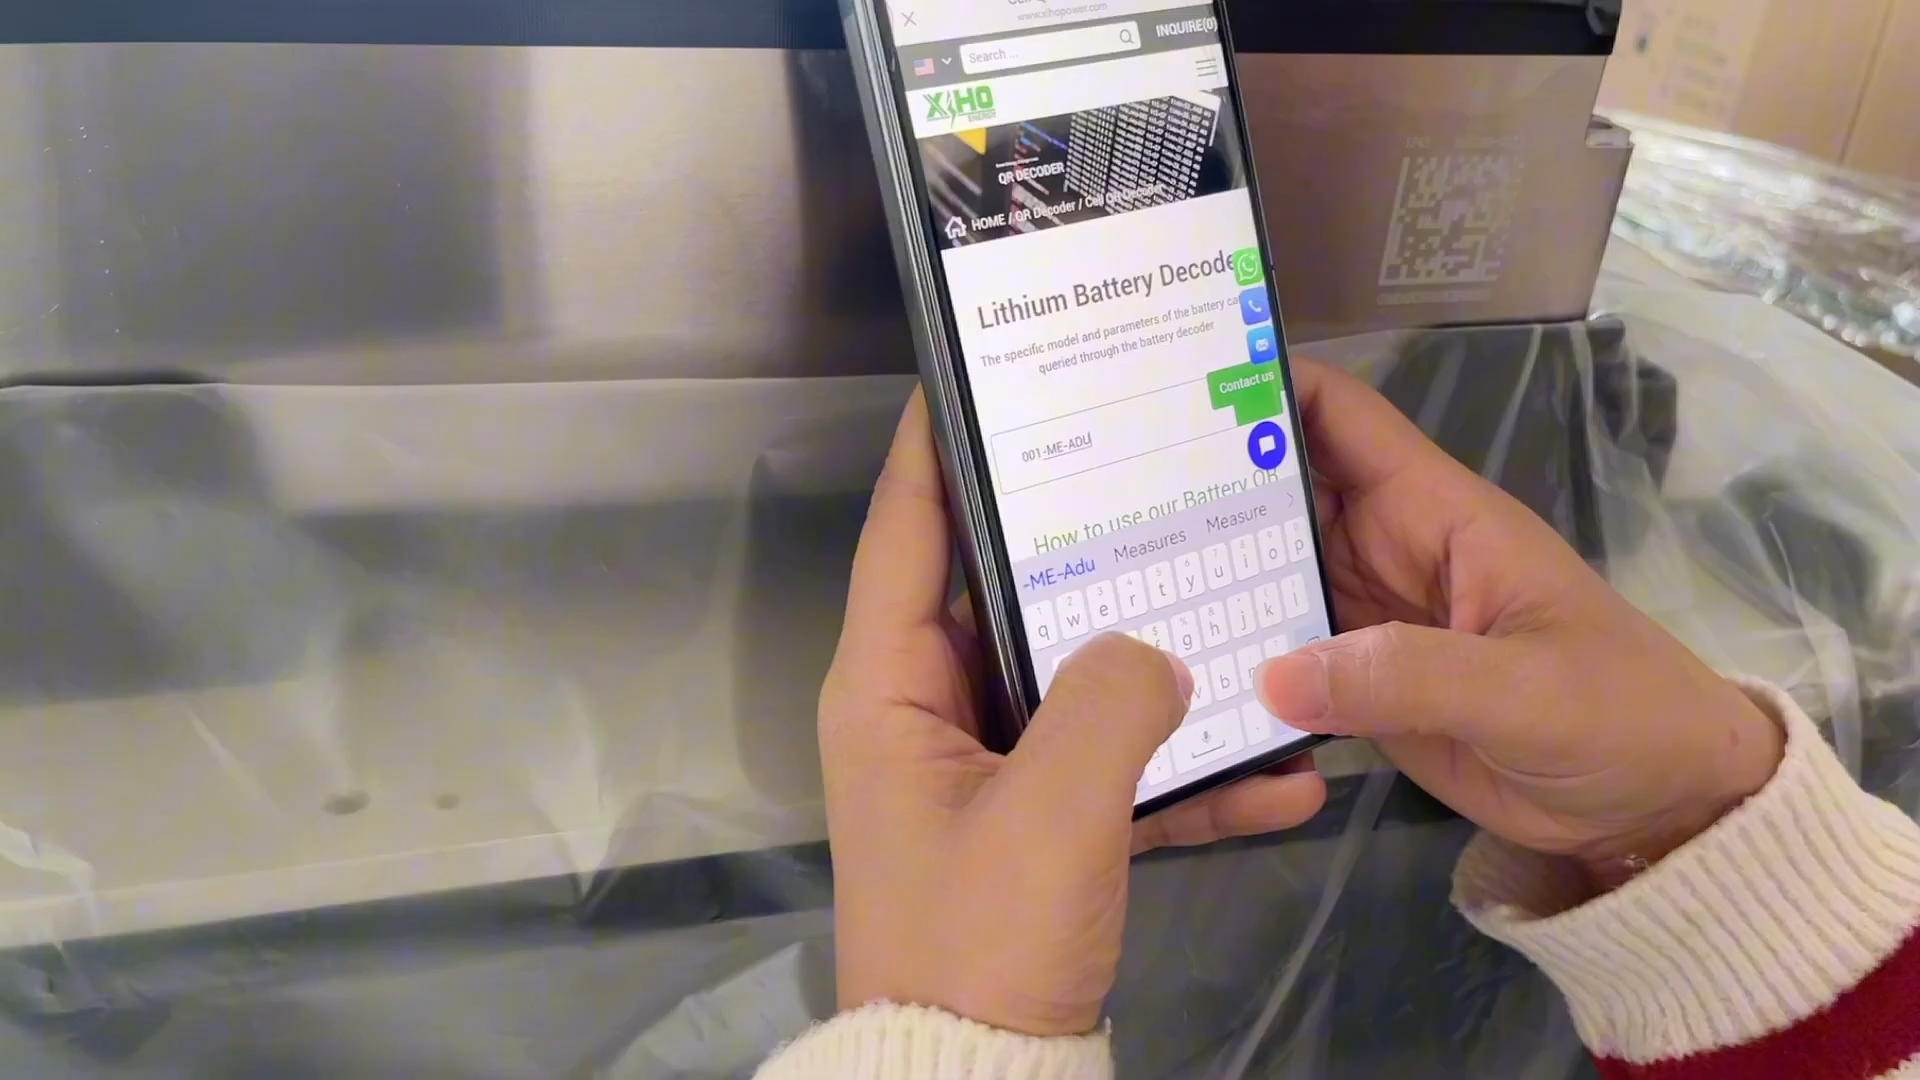 www.xihopower.com
Search ...
INQUIRE(0)
XHO
ENERGY
QR DECODER
HOME / QR Decoder / Cell QR Decoder
Lithium Battery Decode
The specific model and parameters of the battery ca
queried through the battery decoder
Contact us
001-ME-ADU
How to use our Battery QR
-ME-Adu
Measures
Measure
q w e r t y u i o p
g h j k l
v b n